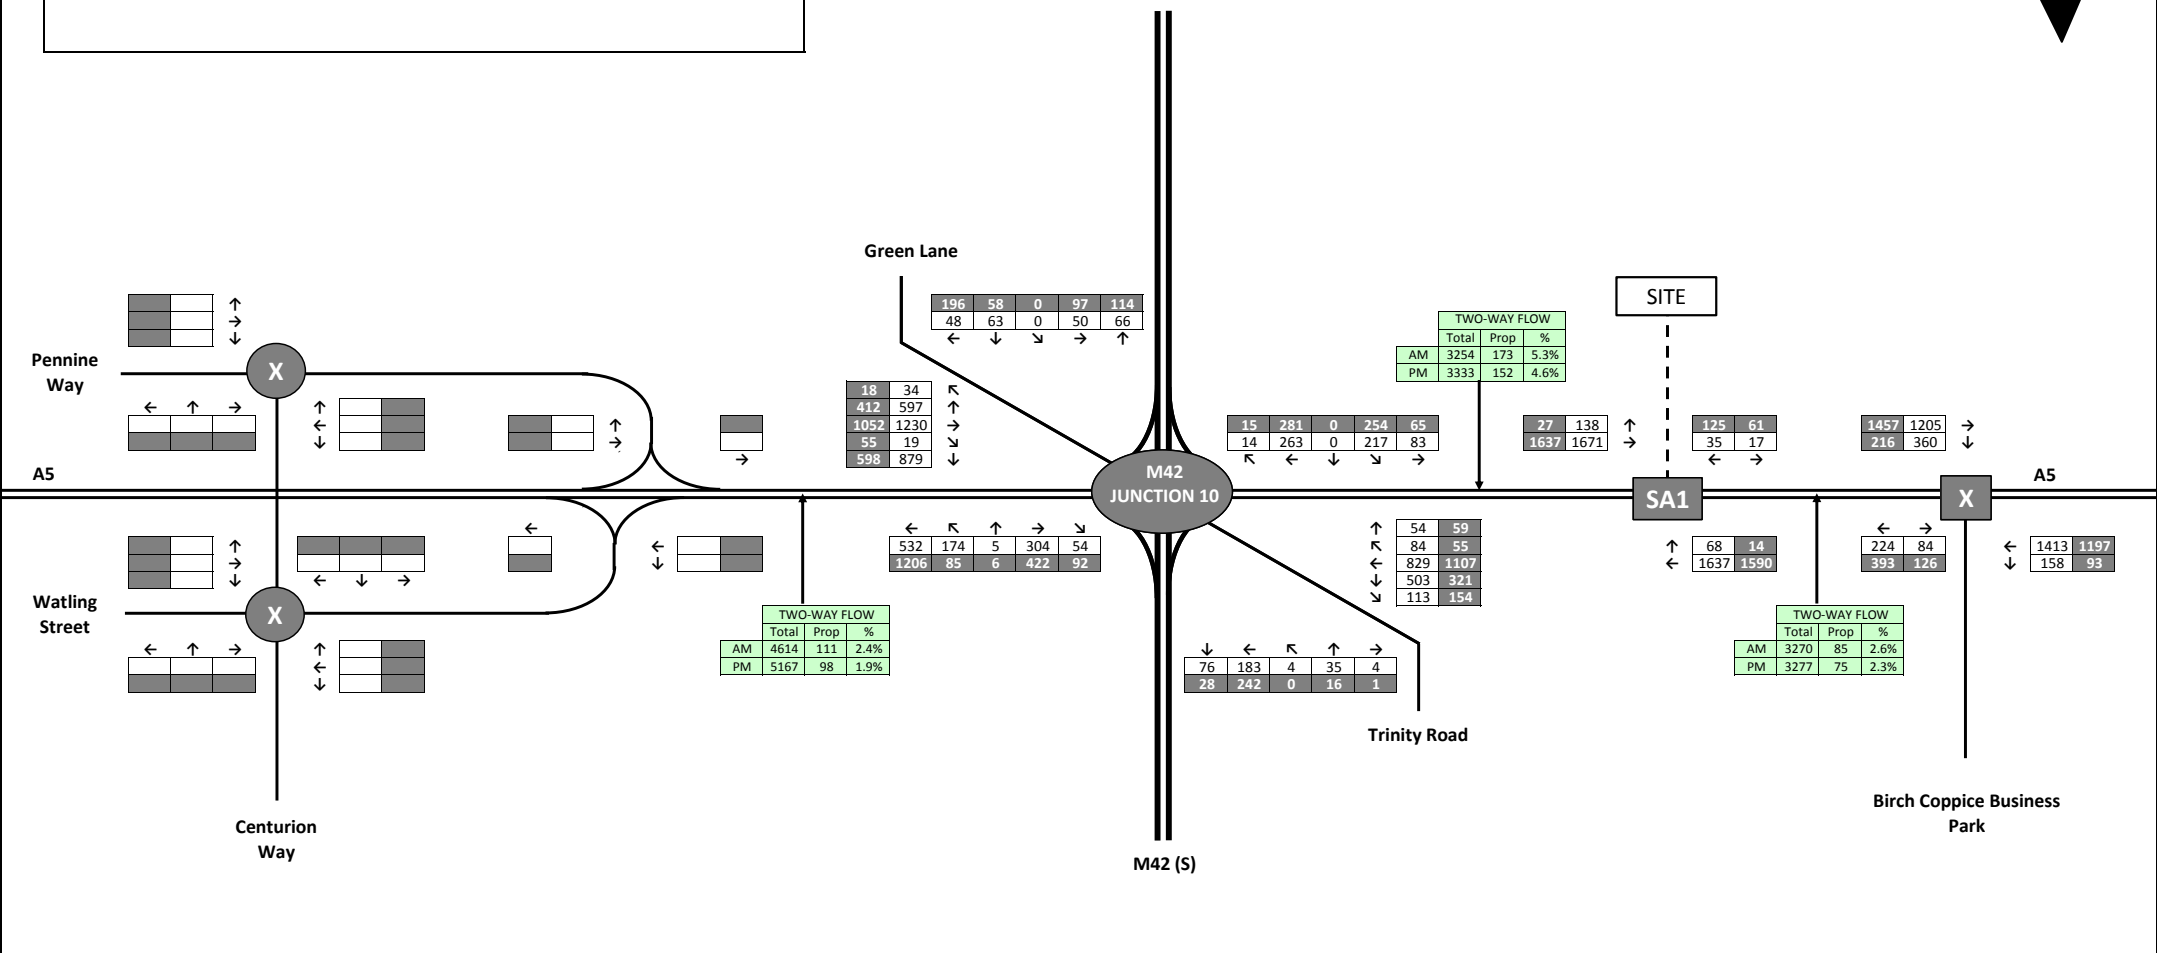 Green Lane
196 58 0 97 114
48 63 0 50 66
← ↓ ↘ → ↑
SITE
TWO-WAY FLOW
Total Prop %
AM 3254 173 5.3%
PM 3333 152 4.6%
↑
→
↓
Pennine
Way
X
← ↑ →
↑
←
↓
↑
→
→
18 34 ↖
412 597 ↑
1052 1230 →
55 19 ↘
598 879 ↓
15 281 0 254 65
14 263 0 217 83
↖ ← ↓ ↘ →
27 138 ↑
1637 1671 →
125 61
35 17
← →
1457 1205 →
216 360 ↓
A5
M42
JUNCTION 10
SA1
X
A5
↑
→
↓
← ↓ →
←
←
↓
← ↖ ↑ → ↘
532 174 5 304 54
1206 85 6 422 92
↑ 54 59
↖ 84 55
← 829 1107
↓ 503 321
↘ 113 154
↑ 68 14
← 1637 1590
← →
224 84
393 126
← 1413 1197
↓ 158 93
Watling
Street
X
← ↑ →
↑
←
↓
TWO-WAY FLOW
Total Prop %
AM 4614 111 2.4%
PM 5167 98 1.9%
↓ ← ↖ ↑ →
76 183 4 35 4
28 242 0 16 1
TWO-WAY FLOW
Total Prop %
AM 3270 85 2.6%
PM 3277 75 2.3%
Trinity Road
Centurion
Way
M42 (S)
Birch Coppice Business
Park